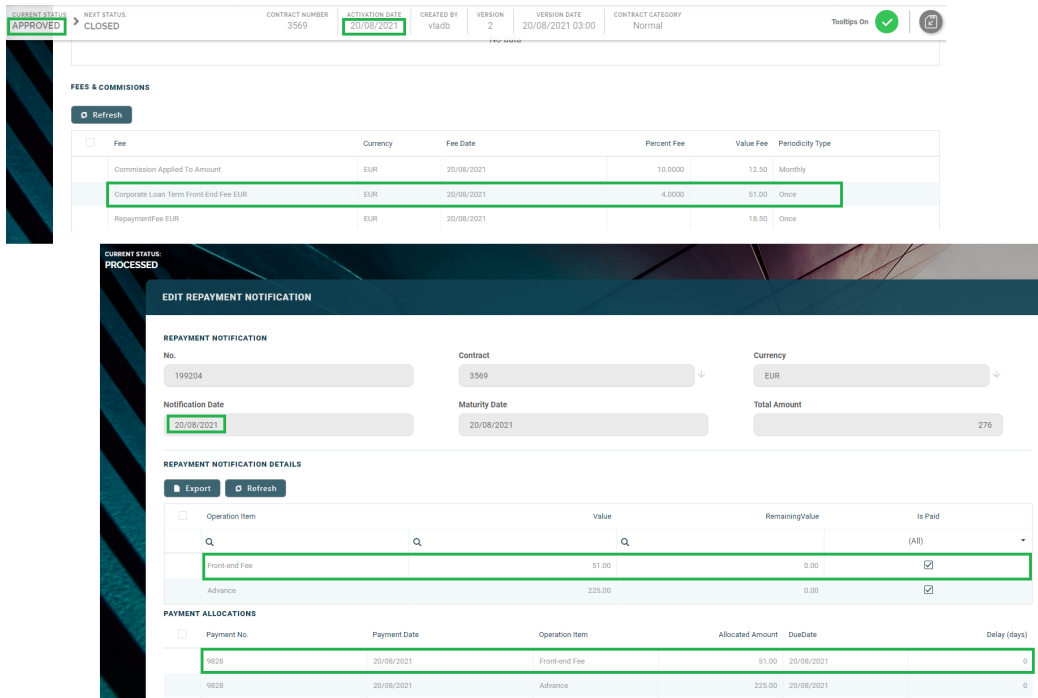 CURRENT STATUS: NEXT STATUS: CONTRACT NUMBER ACTIVATION DATE CREATED BY VERSION VERSION DATE CONTRACT CATEGORY
APPROVED CLOSED 3569 20/08/2021 vladb 2 20/08/2021 03:00 Normal Tooltips On
No data
FEES & COMMISIONS
Refresh
Fee Currency Fee Date Percent Fee Value Fee Periodicity Type
Commission Applied To Amount EUR 20/08/2021 10.0000 12.50 Monthly
Corporate Loan Term Front-End Fee EUR EUR 20/08/2021 4.0000 51.00 Once
RepaymentFee EUR EUR 20/08/2021 18.50 Once
CURRENT STATUS:
PROCESSED
EDIT REPAYMENT NOTIFICATION
REPAYMENT NOTIFICATION
No. Contract Currency
199204 3569 EUR
Notification Date Maturity Date Total Amount
20/08/2021 20/08/2021 276
REPAYMENT NOTIFICATION DETAILS
Export Refresh
Operation Item Value RemainingValue Is Paid
(All)
Front-end Fee 51.00 0.00
Advance 225.00 0.00
PAYMENT ALLOCATIONS
Payment No. Payment Date Operation Item Allocated Amount DueDate Delay (days)
9828 20/08/2021 Front-end Fee 51.00 20/08/2021 0
9828 20/08/2021 Advance 225.00 20/08/2021 0